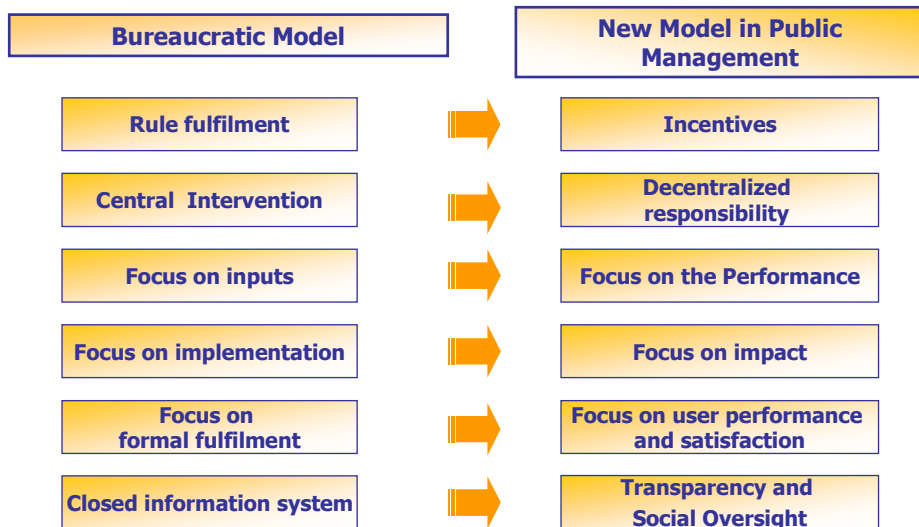 Bureaucratic Model
New Model in Public
Management
Rule fulfilment
Incentives
Central Intervention
Decentralized
responsibility
Focus on inputs
Focus on the Performance
Focus on implementation
Focus on impact
Focus on
formal fulfilment
Focus on user performance
and satisfaction
Closed information system
Transparency and
Social Oversight